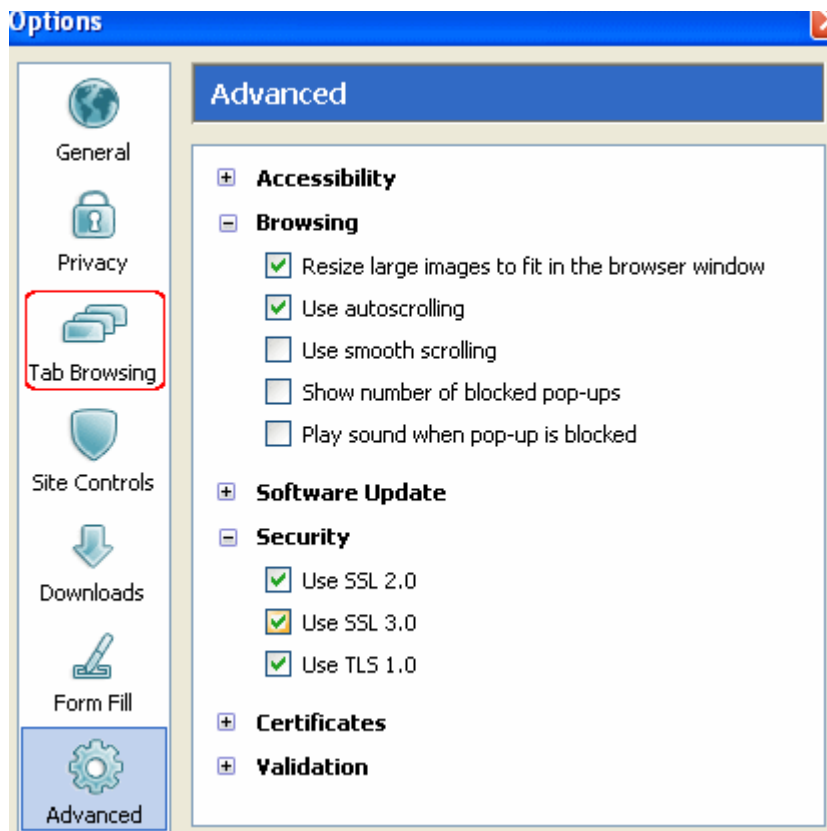 Options
General
Privacy
Tab Browsing
Site Controls
Downloads
Form Fill
Advanced
Advanced
Accessibility
Browsing
Resize large images to fit in the browser window
Use autoscrolling
Use smooth scrolling
Show number of blocked pop-ups
Play sound when pop-up is blocked
Software Update
Security
Use SSL 2.0
Use SSL 3.0
Use TLS 1.0
Certificates
Validation